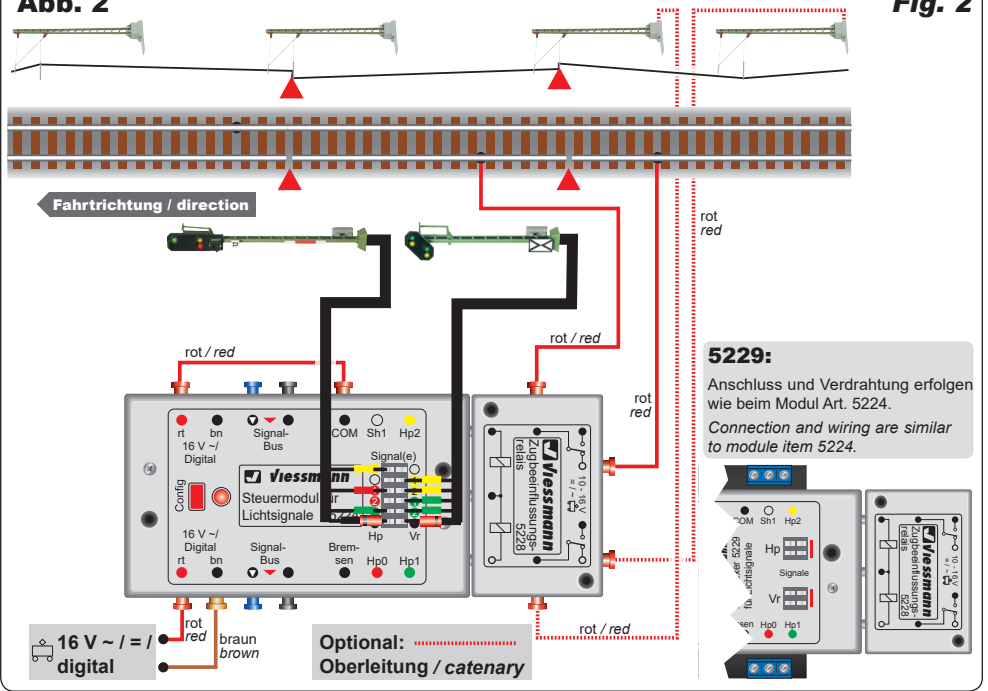 Abb. 2
Fig. 2
Fahrtrichtung / direction
rot
red
rot / red
rot / red
rot
red
5229:
Anschluss und Verdrahtung erfolgen
wie beim Modul Art. 5224.
Connection and wiring are similar
to module item 5224.
rt
bn
16 V ~/
Digital
Signal-
Bus
COM
Sh1
Hp2
Signal(e)
Config
Viessmann
Steuermodul für
Lichtsignale
Hp
Vr
16 V ~/
Digital
rt
bn
Signal-
Bus
Brem-
sen
Hp0
Hp1
Viessmann
Zugbeeinflussungs-
relais
5228
10 - 16 V
= / ~ /
COM
Sh1
Hp2
Hp
Signale
Vr
5229
für Lichtsignale
sen
Hp0
Hp1
Viessmann
Zugbeeinflussungs-
relais
5228
10 - 16 V
= / ~ /
rot
red
braun
brown
16 V ~ / = /
digital
Optional:
Oberleitung / catenary
rot / red